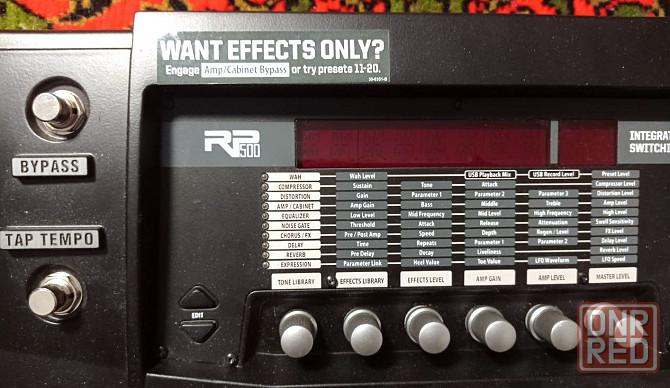 WANT EFFECTS ONLY?
Engage Amp/Cabinet Bypass or try presets 11-20.
BYPASS
RP500
INTEGRAT
SWITCHI
USB Playback Mix USB Record Level Preset Level
WAH Wah Level
COMPRESSOR Sustain Tone Attack Compressor Level
DISTORTION Gain Parameter 1 Parameter 2 Parameter 3 Distortion Level
AMP / CABINET Amp Gain Bass Middle Treble Amp Level
EQUALIZER Low Level Mid Frequency Mid Level High Frequency High Level
NOISE GATE Threshold Attack Release Attenuation Swell Sensitivity
CHORUS / FX Pre / Post Amp Speed Depth Regen / Level FX Level
DELAY Time Repeats Parameter 1 Parameter 2 Delay Level
REVERB Pre Delay Decay Liveliness Reverb Level
EXPRESSION Parameter Link Heel Value Toe Value LFO Waveform LFO Speed
TAP TEMPO
TONE LIBRARY EFFECTS LIBRARY EFFECTS LEVEL AMP GAIN AMP LEVEL MASTER LEVEL
EDIT
ONR
RED